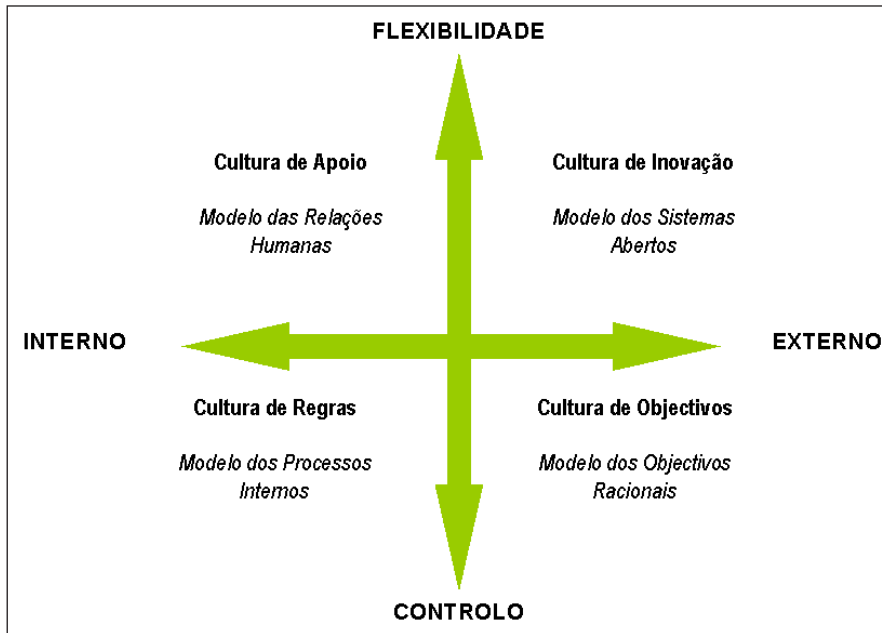 FLEXIBILIDADE
Cultura de Apoio
Modelo das Relações
Humanas
Cultura de Inovação
Modelo dos Sistemas
Abertos
INTERNO
EXTERNO
Cultura de Regras
Modelo dos Processos
Internos
Cultura de Objectivos
Modelo dos Objectivos
Racionais
CONTROLO